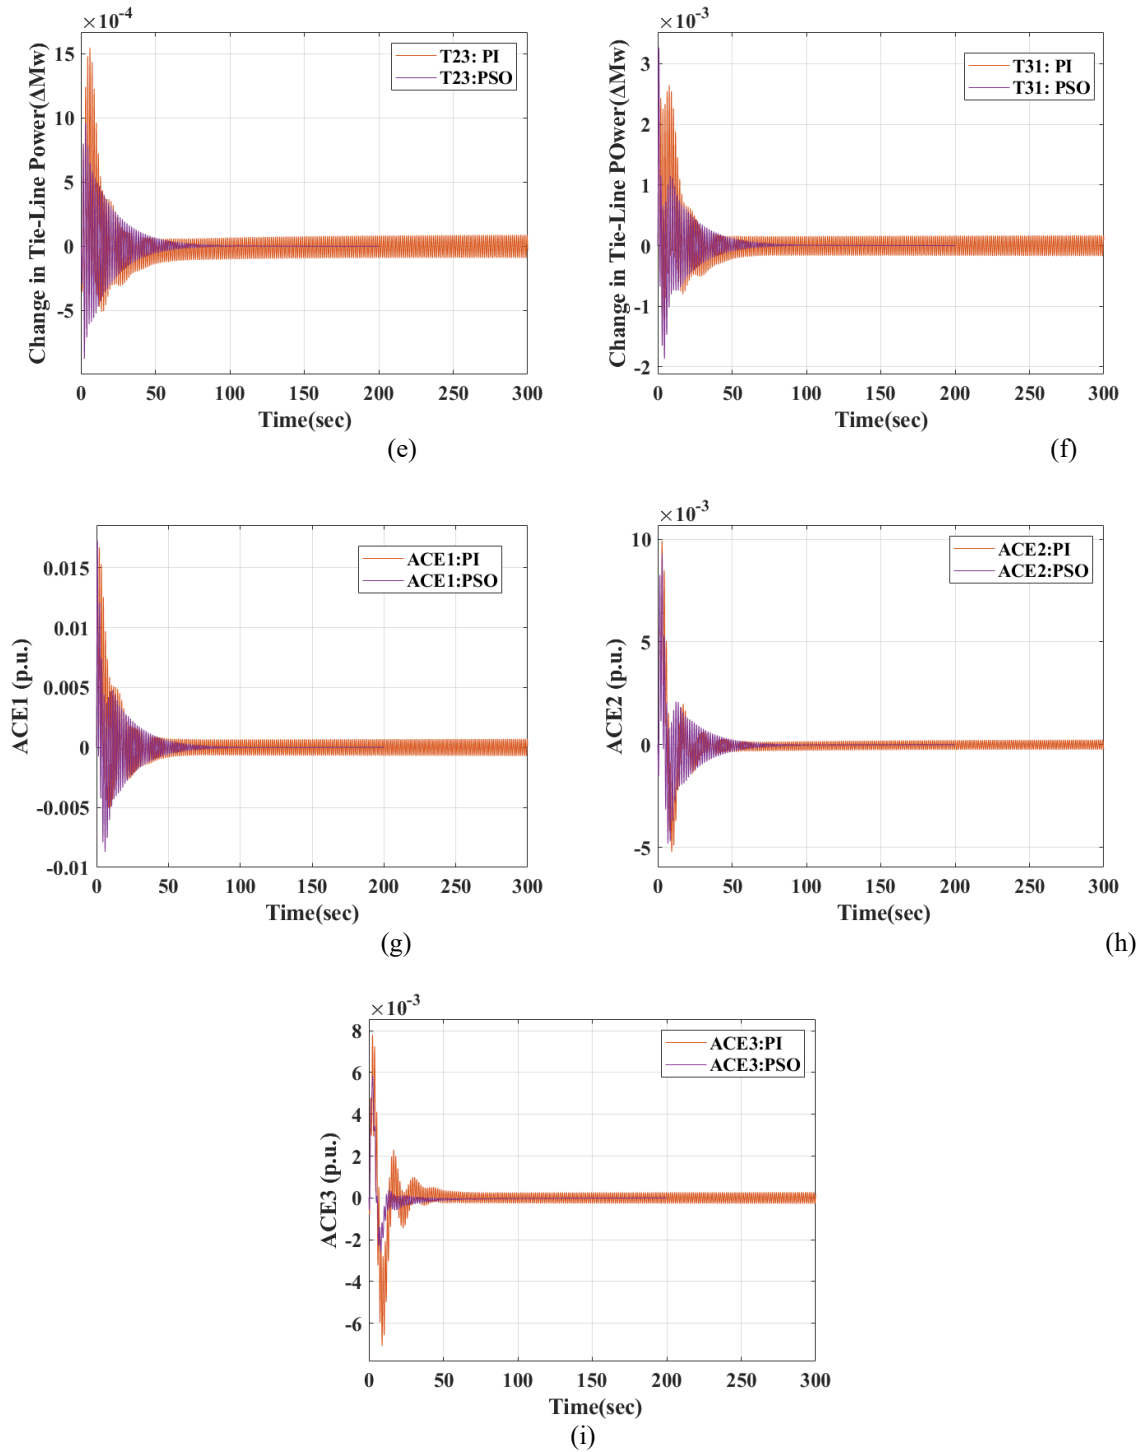 ×10-4
15
10
5
0
-5
Change in Tie-Line Power(ΔMw)
T23: PI
T23:PSO
0 50 100 150 200 250 300
Time(sec)
(e)
×10-3
3
2
1
0
-1
-2
Change in Tie-Line POwer(ΔMw)
T31: PI
T31: PSO
0 50 100 150 200 250 300
Time(sec)
(f)
0.015
0.01
0.005
0
-0.005
-0.01
ACE1 (p.u.)
ACE1:PI
ACE1:PSO
0 50 100 150 200 250 300
Time(sec)
(g)
×10-3
10
5
0
-5
ACE2 (p.u.)
ACE2:PI
ACE2:PSO
0 50 100 150 200 250 300
Time(sec)
(h)
×10-3
8
6
4
2
0
-2
-4
-6
ACE3 (p.u.)
ACE3:PI
ACE3:PSO
0 50 100 150 200 250 300
Time(sec)
(i)